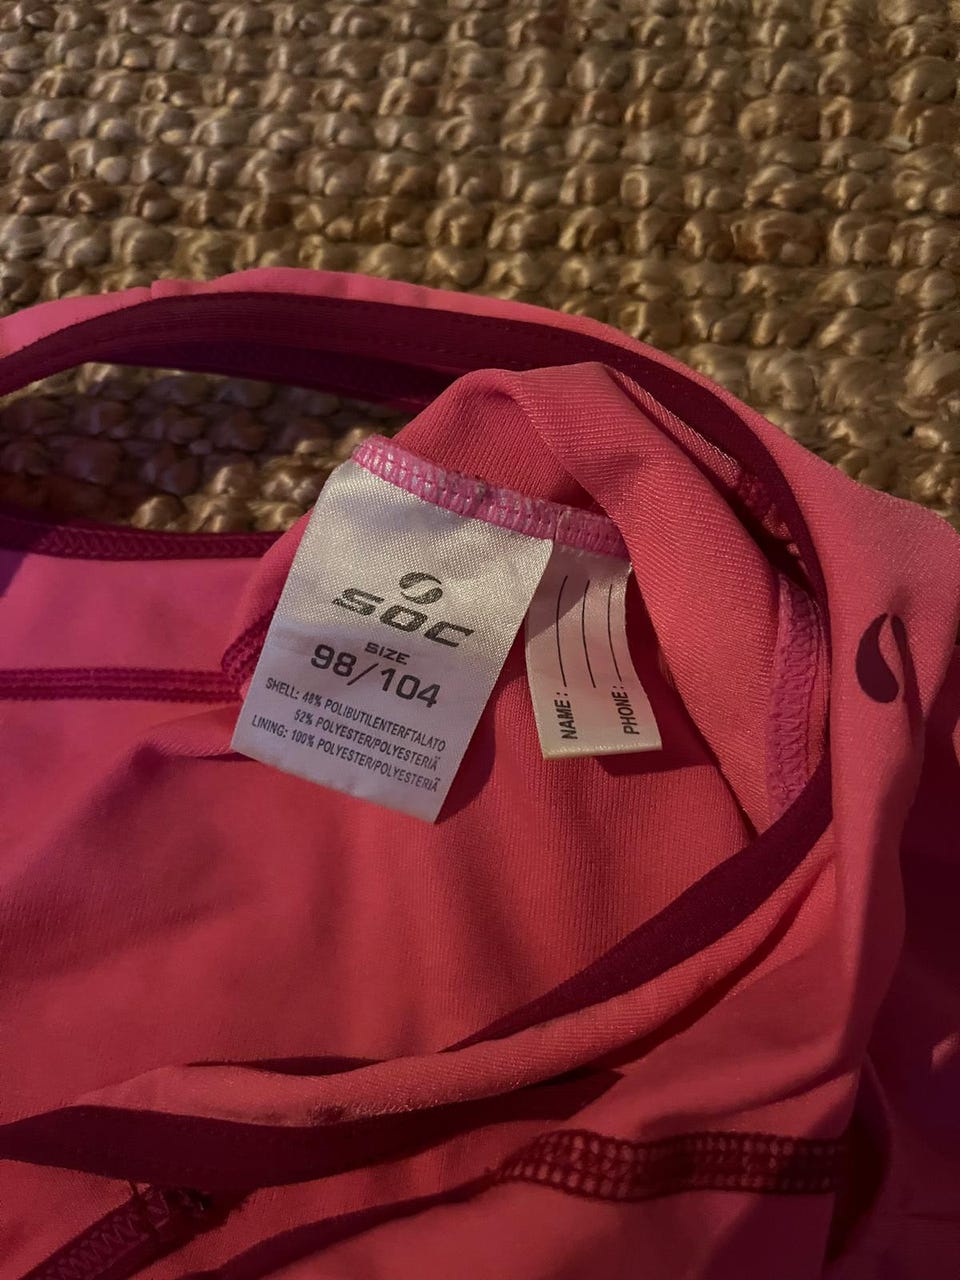 SOC
SIZE
98/104
SHELL: 48% POLIBUTILENTERFTALATO
52% POLYESTER/POLYESTERIÄ
LINING: 100% POLYESTER/POLYESTERIÄ
NAME:
PHONE: